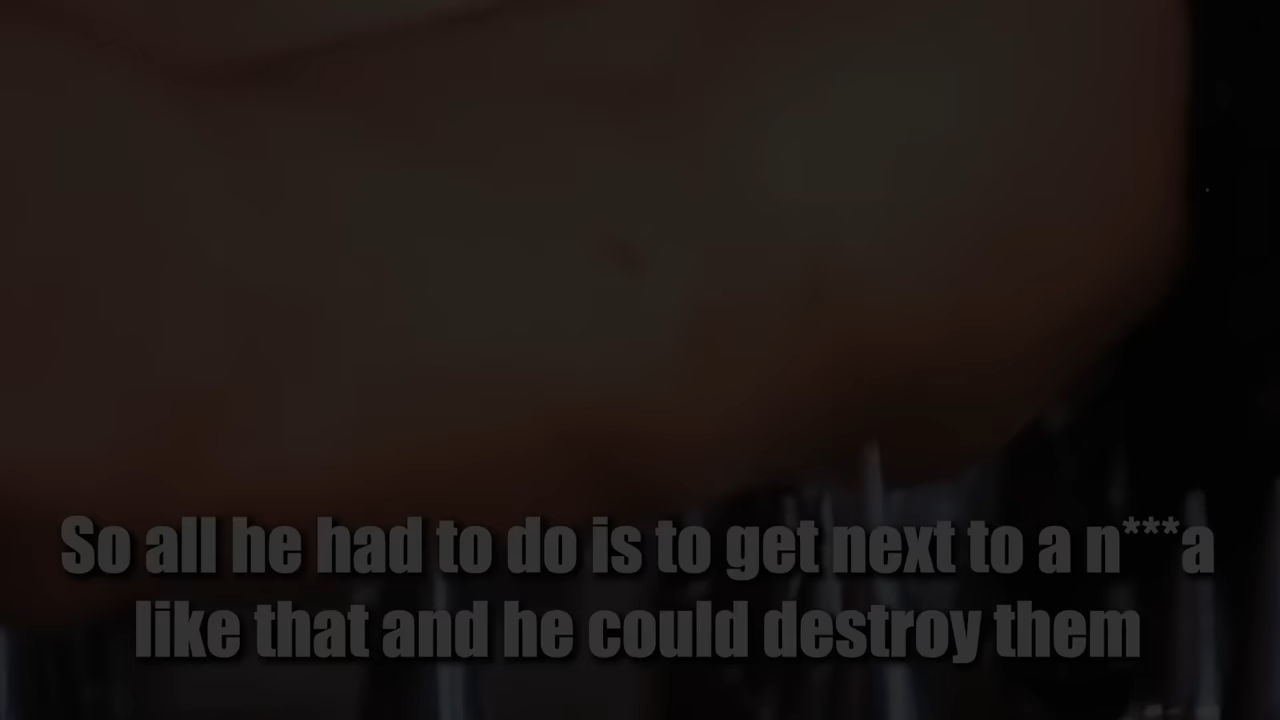 So all he had to do is to get next to a n***a
like that and he could destroy them